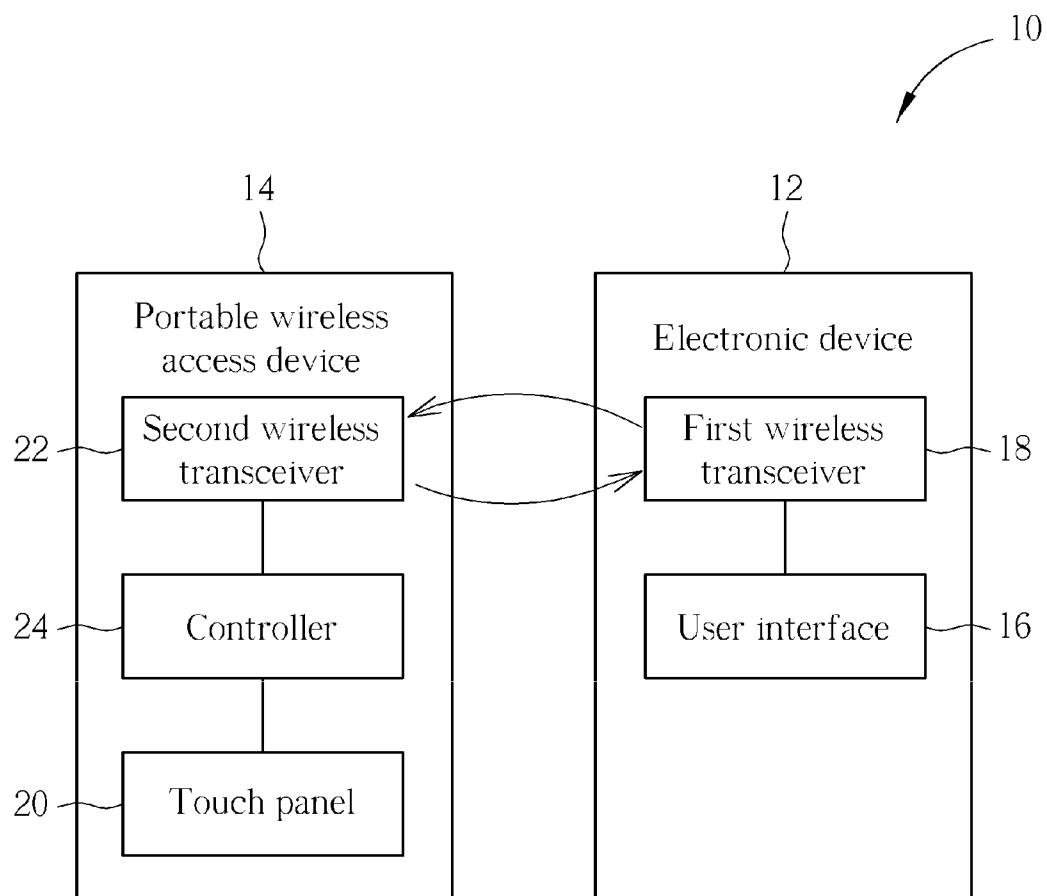 10
14
12
Portable wireless
access device
Electronic device
22
Second wireless
transceiver
First wireless
transceiver
18
24
Controller
User interface
16
20
Touch panel